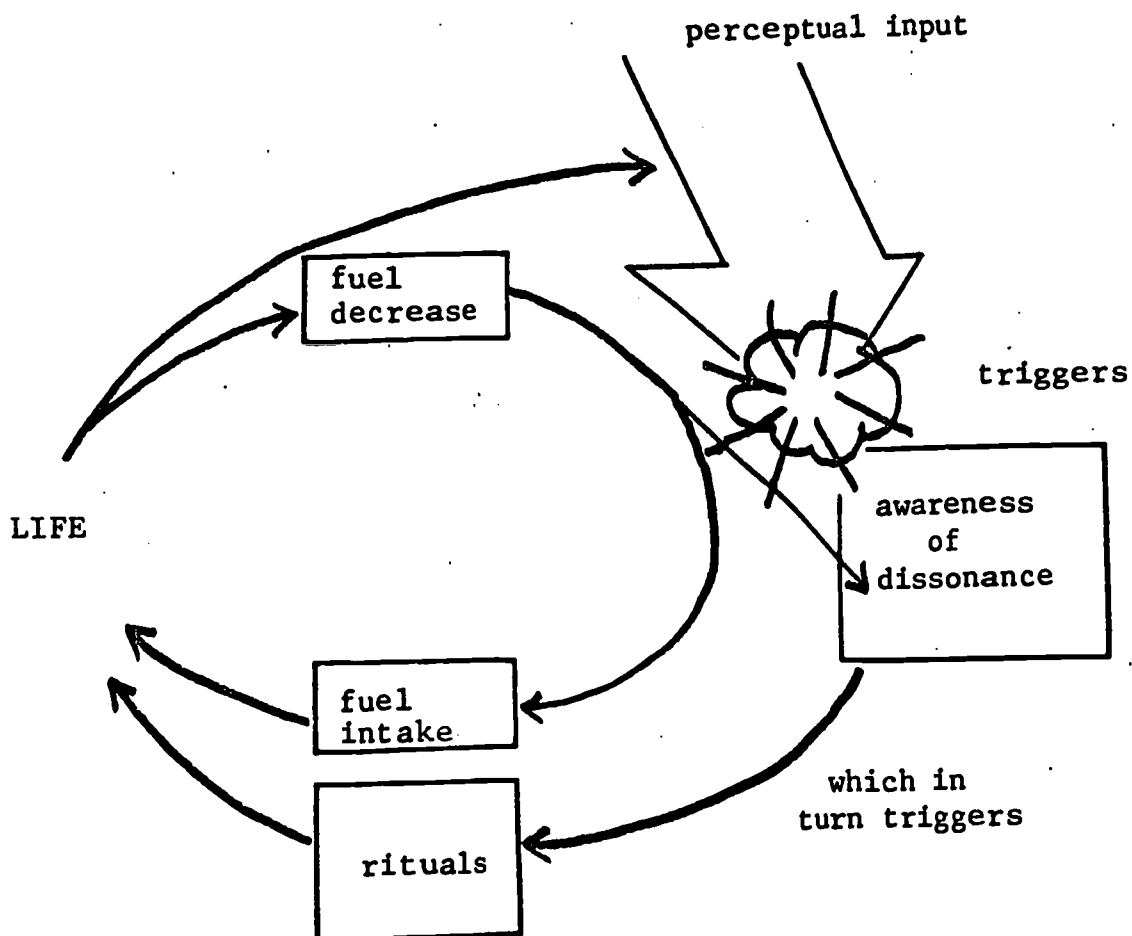 perceptual input
fuel
decrease
triggers
awareness
of
dissonance
LIFE
fuel
intake
which in
turn triggers
rituals